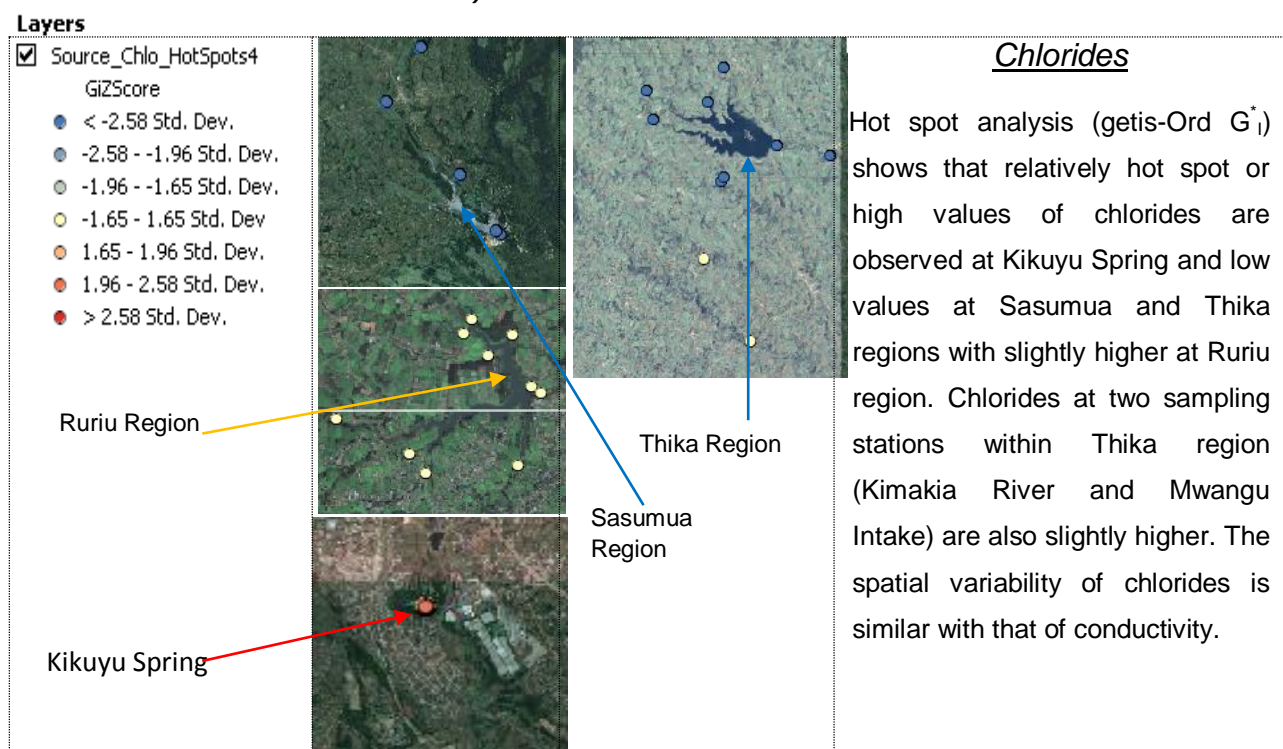 Layers
Source_Chlo_HotSpots4
GiZScore
< -2.58 Std. Dev.
-2.58 - -1.96 Std. Dev.
-1.96 - -1.65 Std. Dev.
-1.65 - 1.65 Std. Dev
1.65 - 1.96 Std. Dev.
1.96 - 2.58 Std. Dev.
> 2.58 Std. Dev.
Ruriu Region
Kikuyu Spring
Thika Region
Sasumua
Region
Chlorides
Hot spot analysis (getis-Ord G*I)
shows that relatively hot spot or
high values of chlorides are
observed at Kikuyu Spring and low
values at Sasumua and Thika
regions with slightly higher at Ruriu
region. Chlorides at two sampling
stations within Thika region
(Kimakia River and Mwangu
Intake) are also slightly higher. The
spatial variability of chlorides is
similar with that of conductivity.